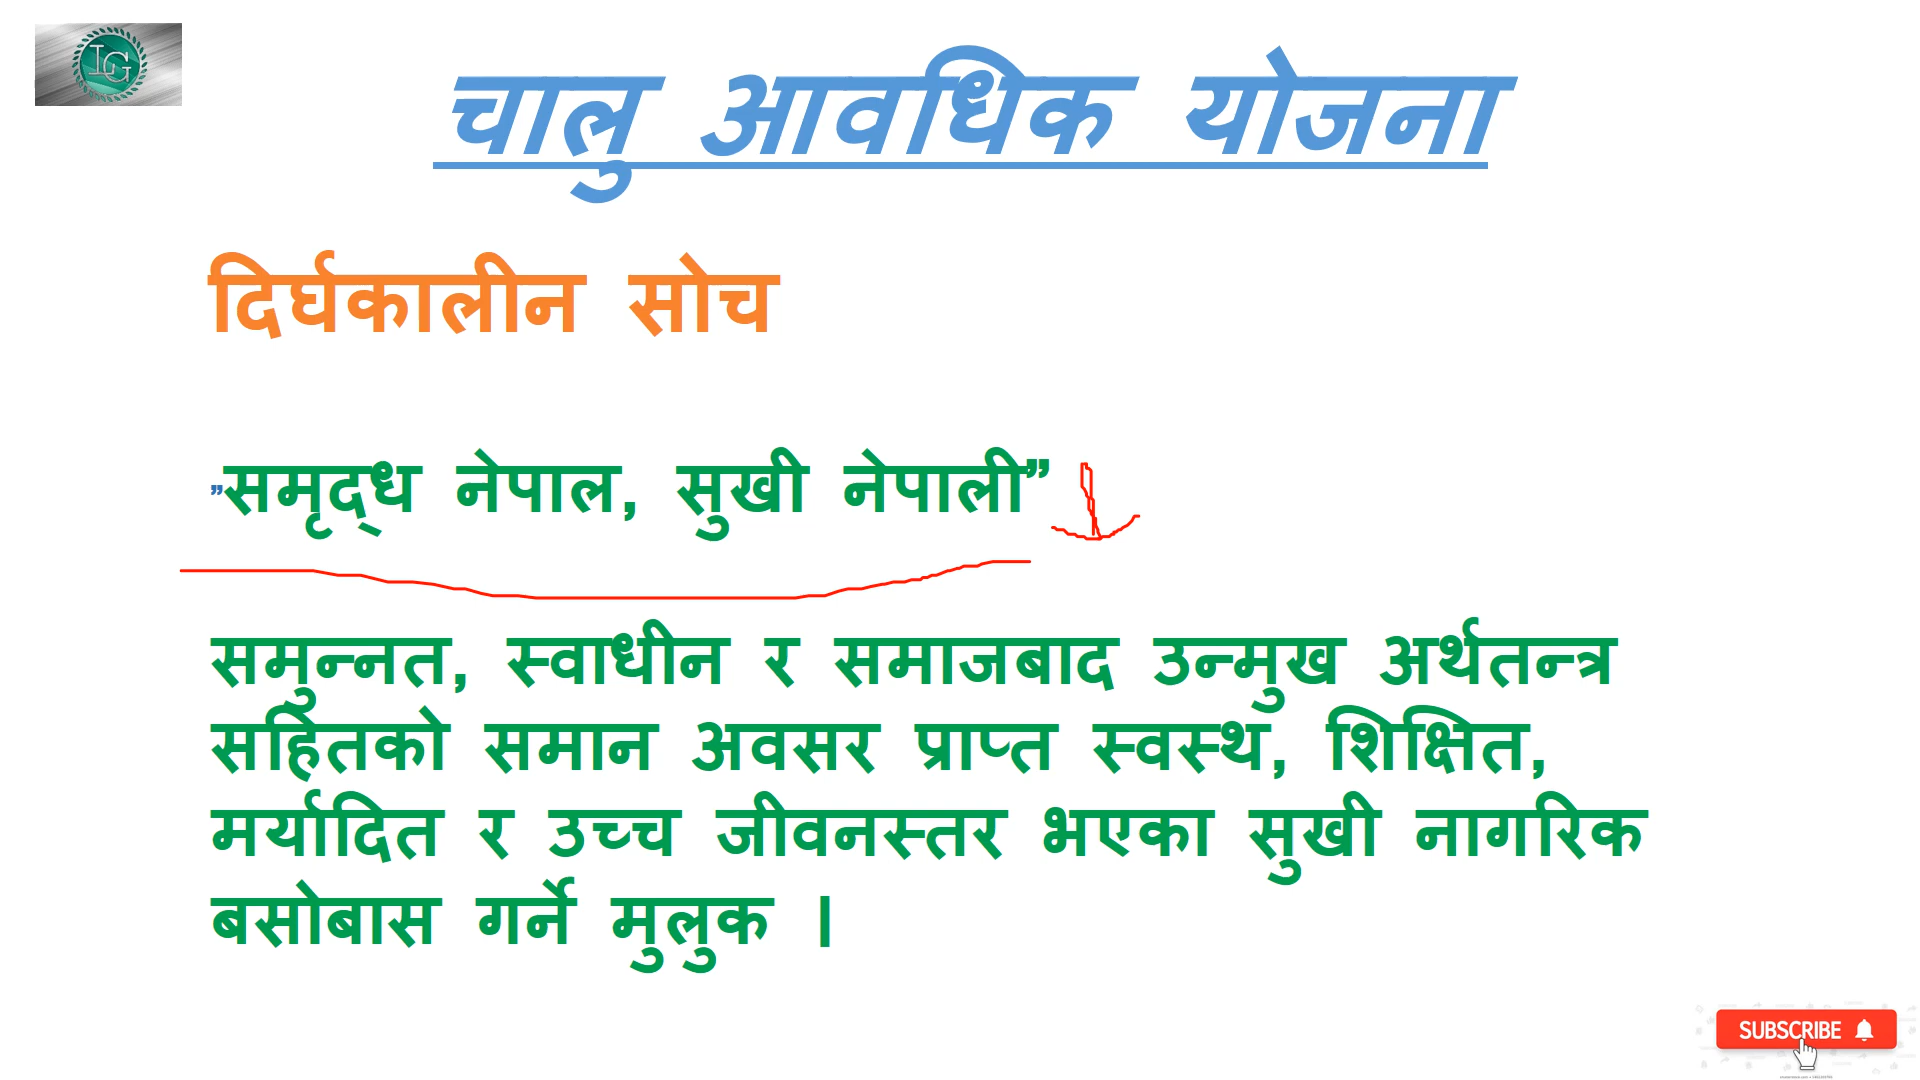 LG
चालु आवधिक योजना
दिर्घकालीन सोच
”समृद्ध नेपाल, सुखी नेपाली”
समुन्नत, स्वाधीन र समाजबाद उन्मुख अर्थतन्त्र
सहितको समान अवसर प्राप्त स्वस्थ, शिक्षित,
मर्यादित र उच्च जीवनस्तर भएका सुखी नागरिक
बसोबास गर्ने मुलुक ।
SUBSCRIBE